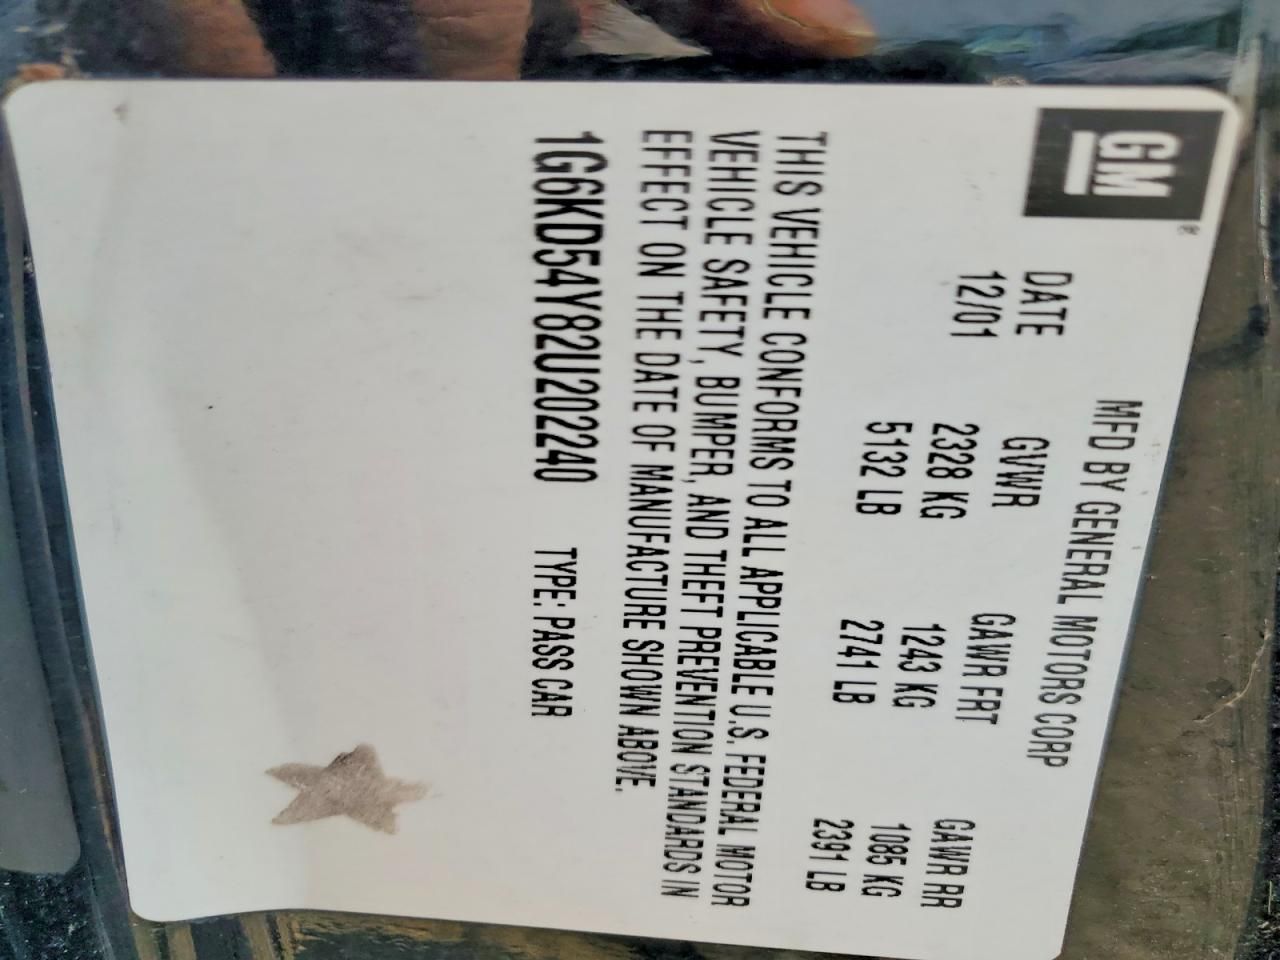 GM
MFD BY GENERAL MOTORS CORP
DATE GVWR GAWR FRT GAWR RR
12/01 2328 KG 1243 KG 1085 KG
5132 LB 2741 LB 2391 LB
THIS VEHICLE CONFORMS TO ALL APPLICABLE U.S. FEDERAL MOTOR
VEHICLE SAFETY, BUMPER, AND THEFT PREVENTION STANDARDS IN
EFFECT ON THE DATE OF MANUFACTURE SHOWN ABOVE.
1G6KD54Y82U202240 TYPE: PASS CAR